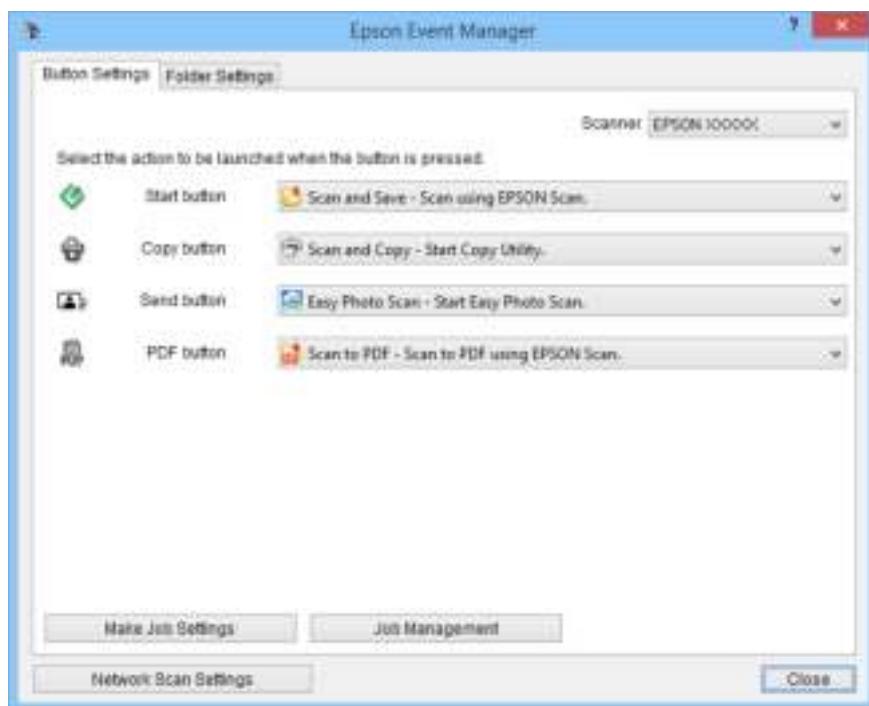 Epson Event Manager
Button Settings Folder Settings
Scanner EPSON XXXXX
Select the action to be launched when the button is pressed.
Start button Scan and Save - Scan using EPSON Scan.
Copy button Scan and Copy - Start Copy Utility.
Send button Easy Photo Scan - Start Easy Photo Scan.
PDF button Scan to PDF - Scan to PDF using EPSON Scan.
Make Job Settings Job Management
Network Scan Settings Close